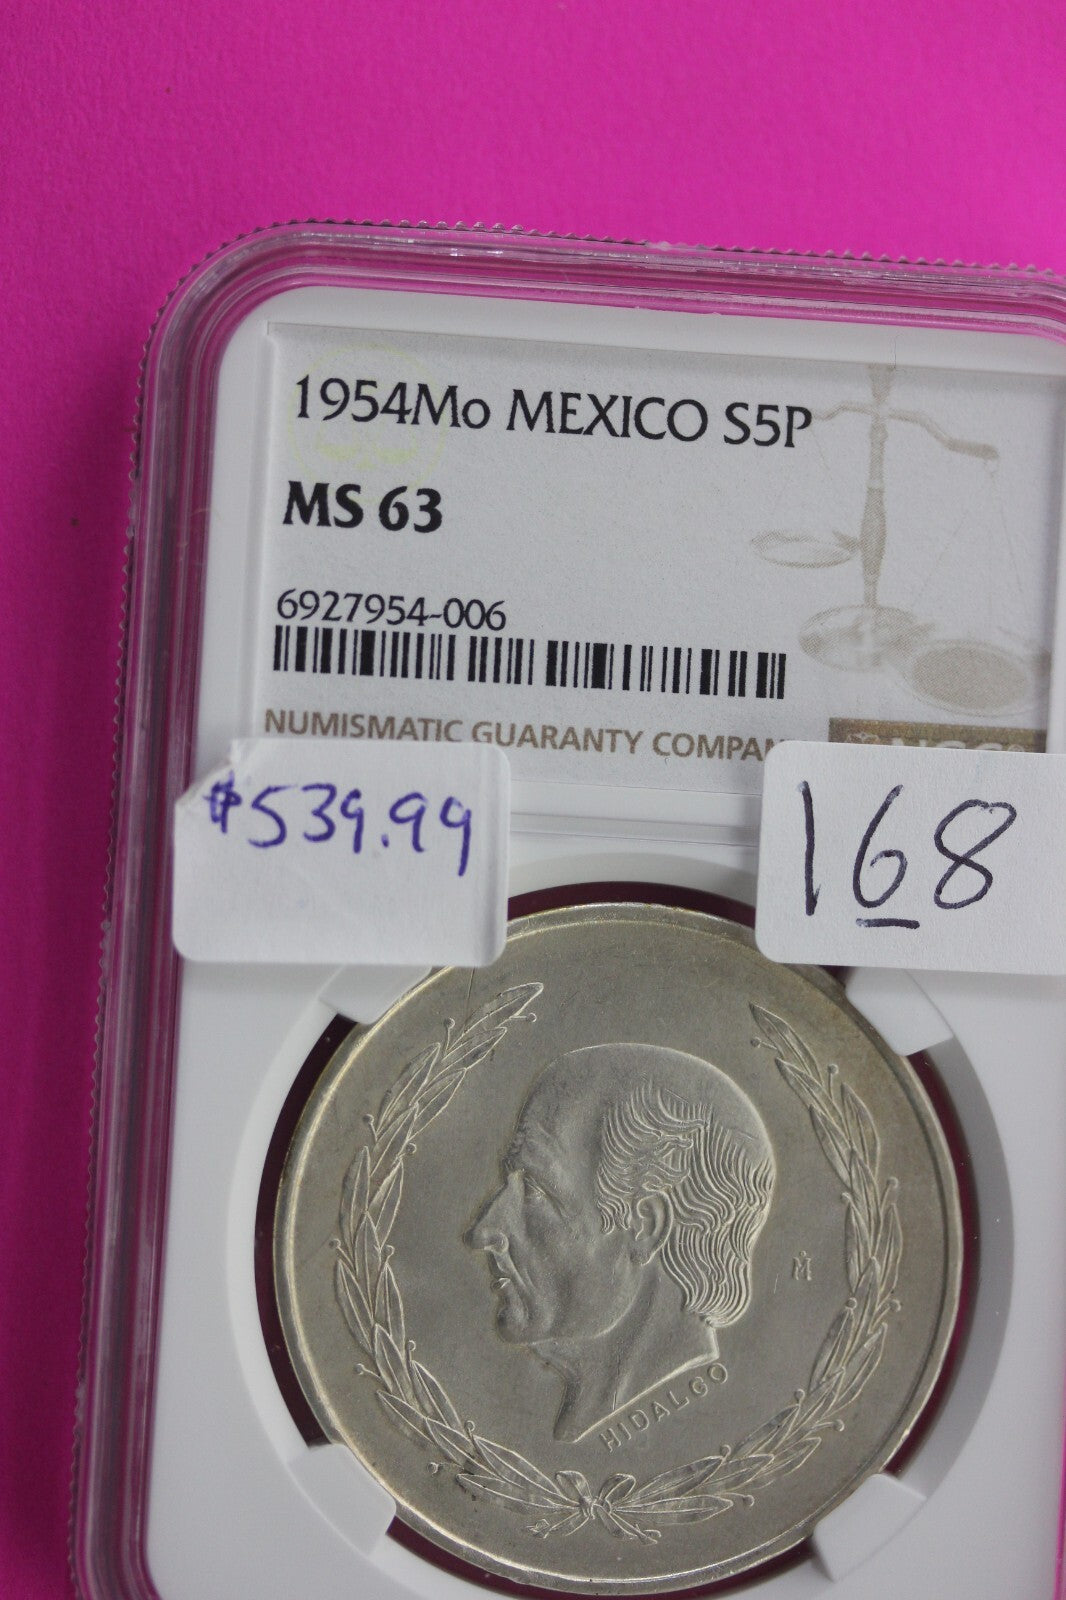 1954Mo MEXICO S5P
MS 63
6927954-006
NUMISMATIC GUARANTY COMPAN
$539.99
168
M
HIDALGO